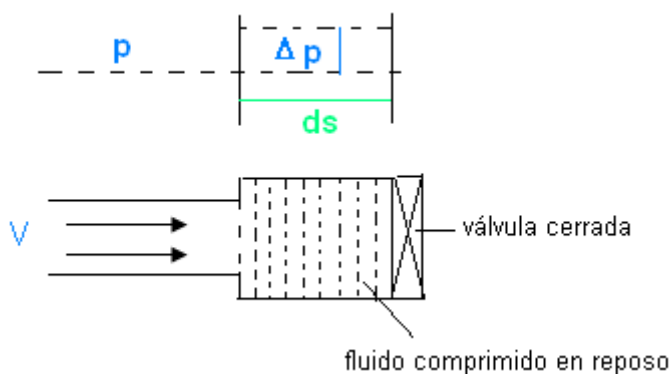 p
Δ p
ds
V
válvula cerrada
fluido comprimido en reposo